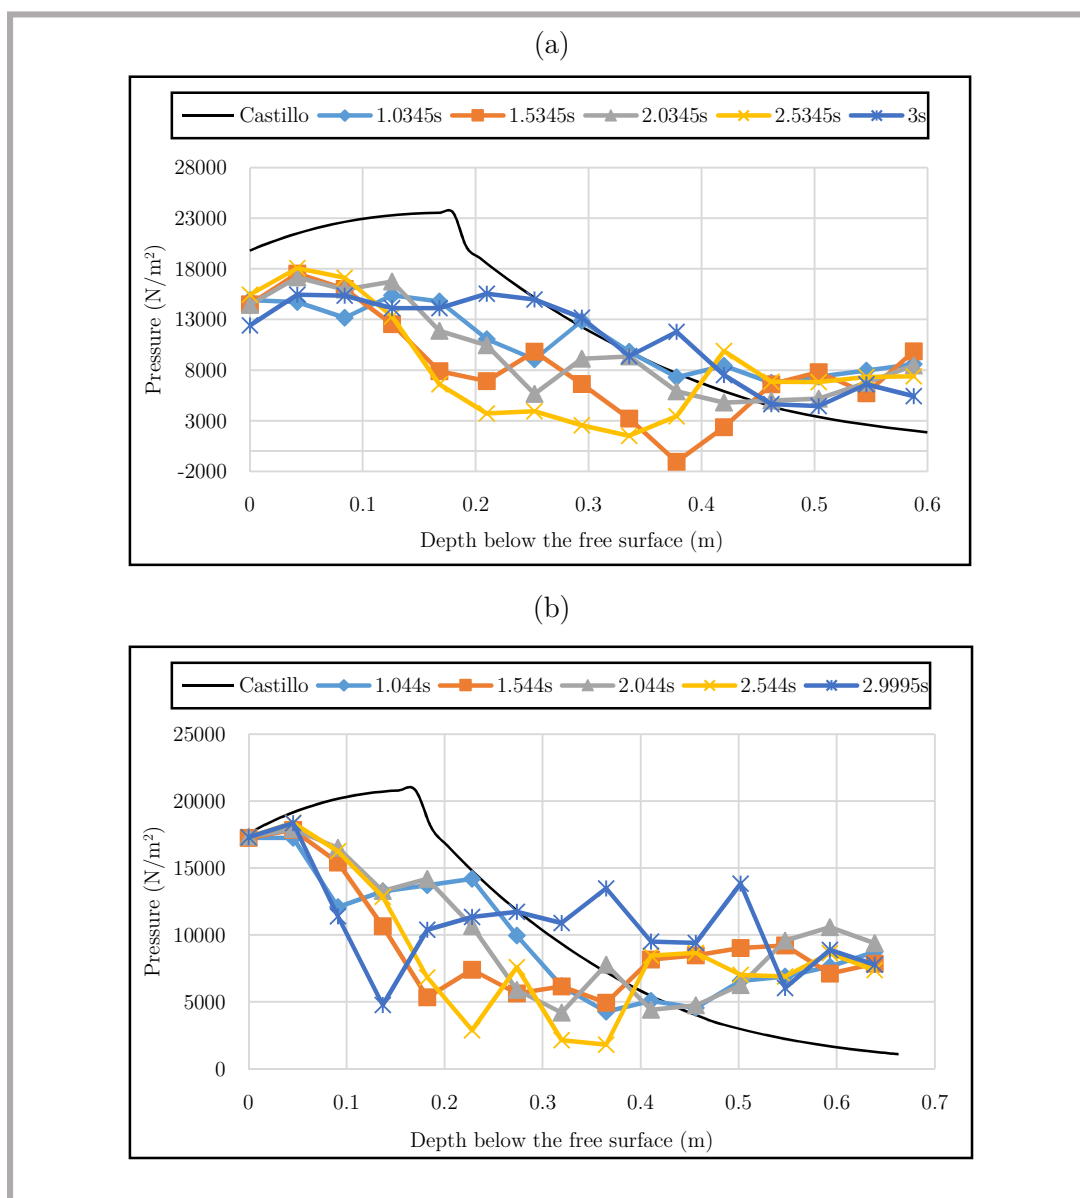 (a)
Castillo 1.0345s 1.5345s 2.0345s 2.5345s 3s
28000
23000
18000
13000
8000
3000
-2000
Pressure (N/m²)
0 0.1 0.2 0.3 0.4 0.5 0.6
Depth below the free surface (m)
(b)
Castillo 1.044s 1.544s 2.044s 2.544s 2.9995s
25000
20000
15000
10000
5000
0
Pressure (N/m²)
0 0.1 0.2 0.3 0.4 0.5 0.6 0.7
Depth below the free surface (m)